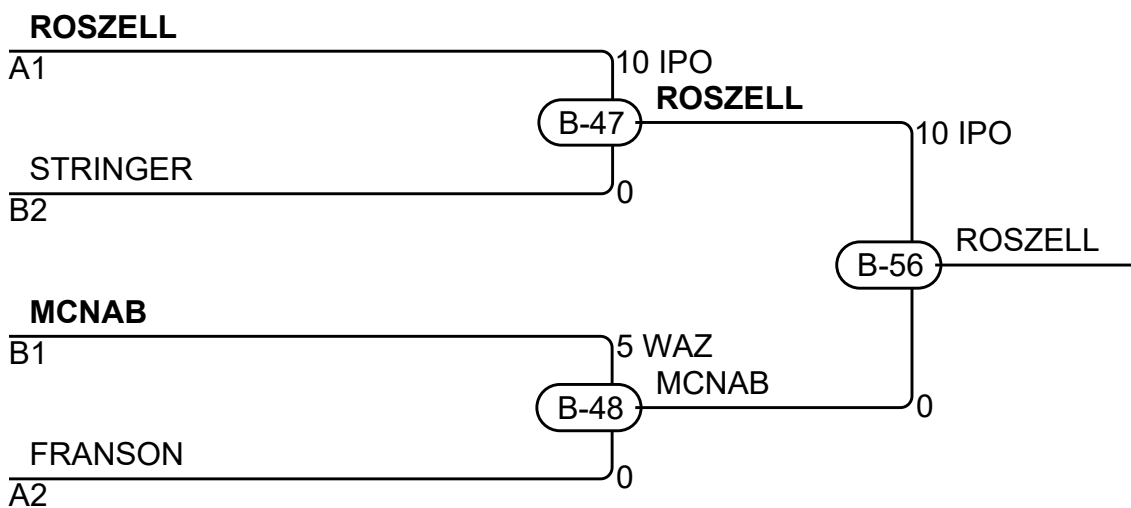 ROSZELL
A1
10 IPO
ROSZELL
B-47
10 IPO
STRINGER
B2
0
ROSZELL
B-56
MCNAB
B1
5 WAZ
MCNAB
B-48
0
FRANSON
A2
0